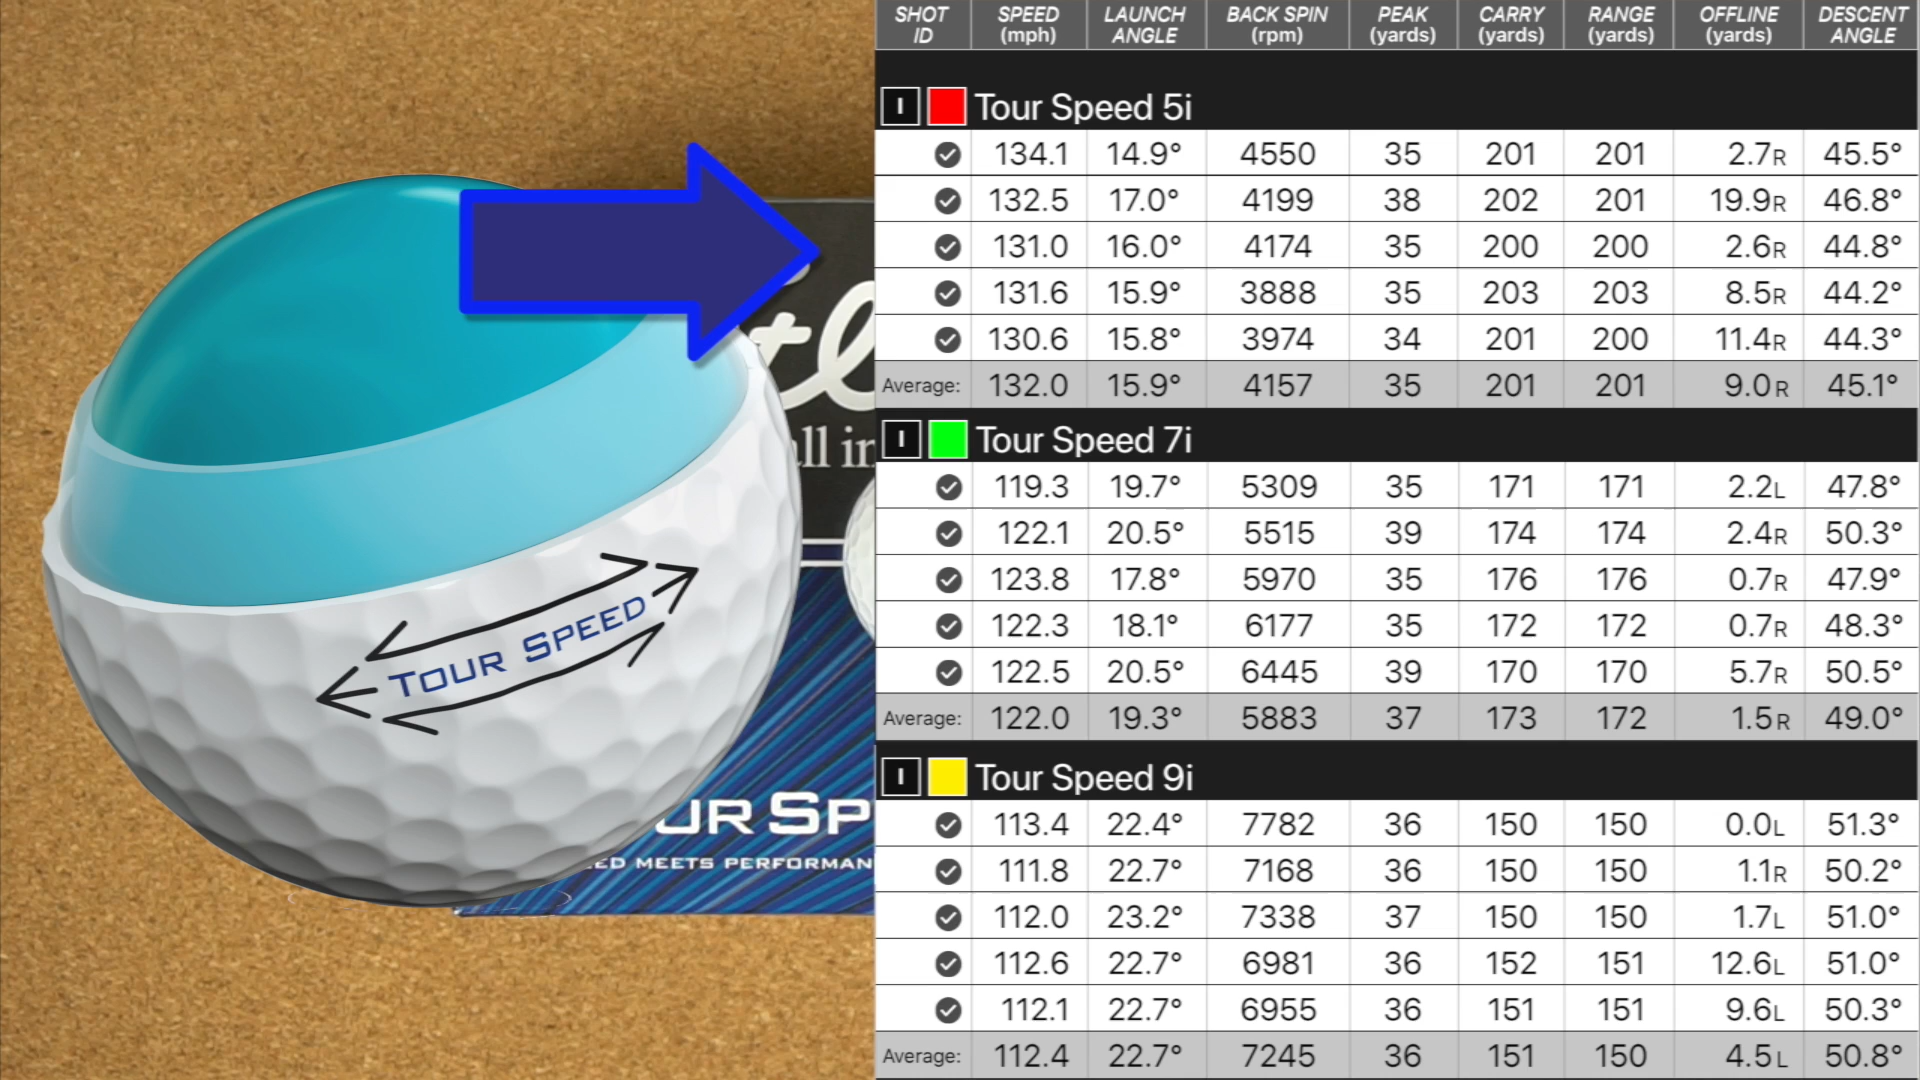 SHOT ID SPEED (mph) LAUNCH ANGLE BACK SPIN (rpm) PEAK (yards) CARRY (yards) RANGE (yards) OFFLINE (yards) DESCENT ANGLE
I Tour Speed 5i
134.1 14.9° 4550 35 201 201 2.7R 45.5°
132.5 17.0° 4199 38 202 201 19.9R 46.8°
131.0 16.0° 4174 35 200 200 2.6R 44.8°
131.6 15.9° 3888 35 203 203 8.5R 44.2°
130.6 15.8° 3974 34 201 200 11.4R 44.3°
Average: 132.0 15.9° 4157 35 201 201 9.0R 45.1°
I Tour Speed 7i
119.3 19.7° 5309 35 171 171 2.2L 47.8°
122.1 20.5° 5515 39 174 174 2.4R 50.3°
123.8 17.8° 5970 35 176 176 0.7R 47.9°
122.3 18.1° 6177 35 172 172 0.7R 48.3°
122.5 20.5° 6445 39 170 170 5.7R 50.5°
Average: 122.0 19.3° 5883 37 173 172 1.5R 49.0°
I Tour Speed 9i
113.4 22.4° 7782 36 150 150 0.0L 51.3°
111.8 22.7° 7168 36 150 150 1.1R 50.2°
112.0 23.2° 7338 37 150 150 1.7L 51.0°
112.6 22.7° 6981 36 152 151 12.6L 51.0°
112.1 22.7° 6955 36 151 151 9.6L 50.3°
Average: 112.4 22.7° 7245 36 151 150 4.5L 50.8°
TOUR SPEED
UR SP
ED MEETS PERFORMAN